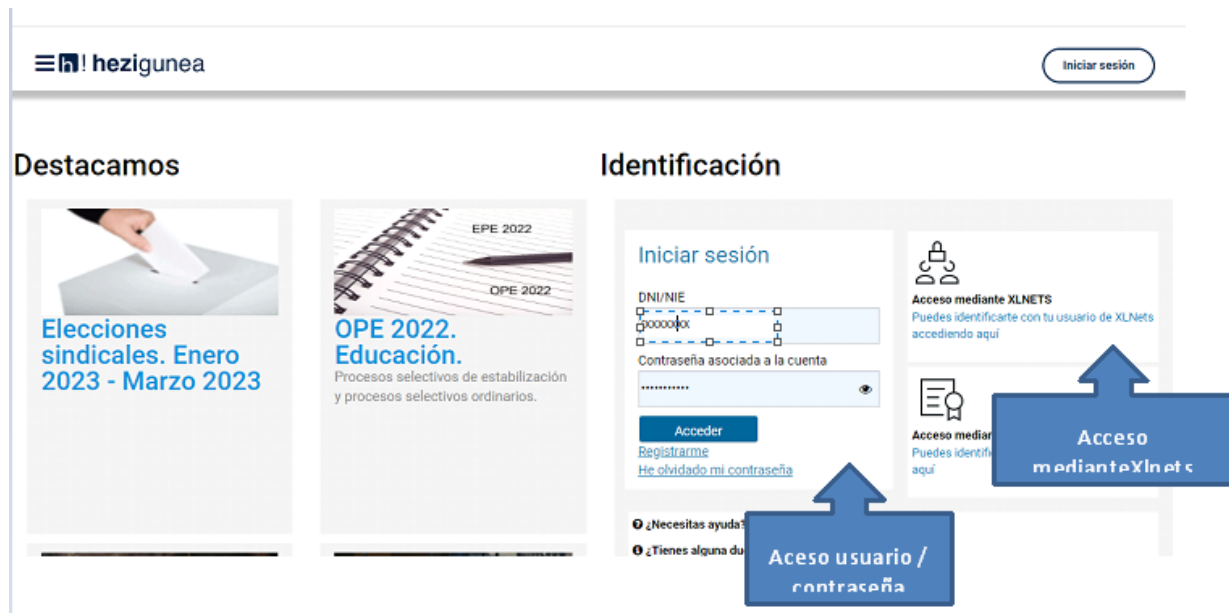 h! hezigunea
Iniciar sesión
Destacamos
EPE 2022
OPE 2022
Elecciones
sindicales. Enero
2023 - Marzo 2023
OPE 2022.
Educación.
Procesos selectivos de estabilización
y procesos selectivos ordinarios.
Identificación
Iniciar sesión
DNI/NIE
Contraseña asociada a la cuenta
Acceder
Registrarme
He olvidado mi contraseña
Acceso mediante XLNETS
Puedes identificarte con tu usuario de XLNets
accediendo aquí
Acceso
Puedes
aquí
¿Necesitas ayuda?
¿Tienes alguna
Acceso
medianteXlnets
Aceso usuario /
contraseña